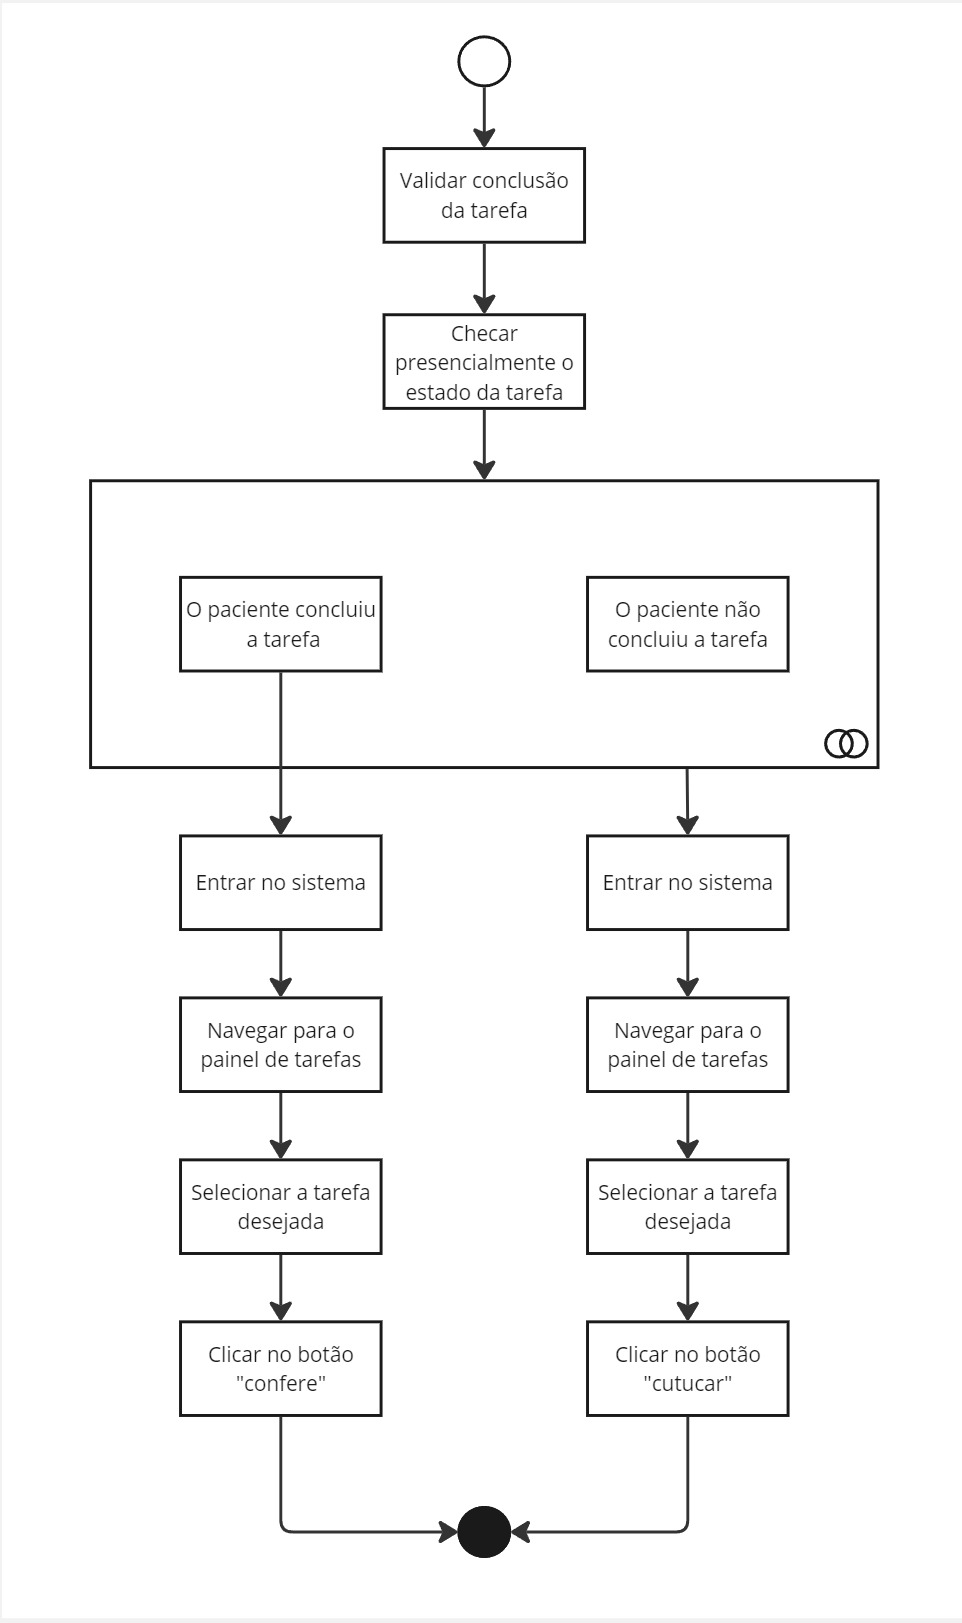 Validar conclusão
da tarefa
Checar
presencialmente o
estado da tarefa
O paciente concluiu
a tarefa
O paciente não
concluiu a tarefa
Entrar no sistema
Entrar no sistema
Navegar para o
painel de tarefas
Navegar para o
painel de tarefas
Selecionar a tarefa
desejada
Selecionar a tarefa
desejada
Clicar no botão
"confere"
Clicar no botão
"cutucar"